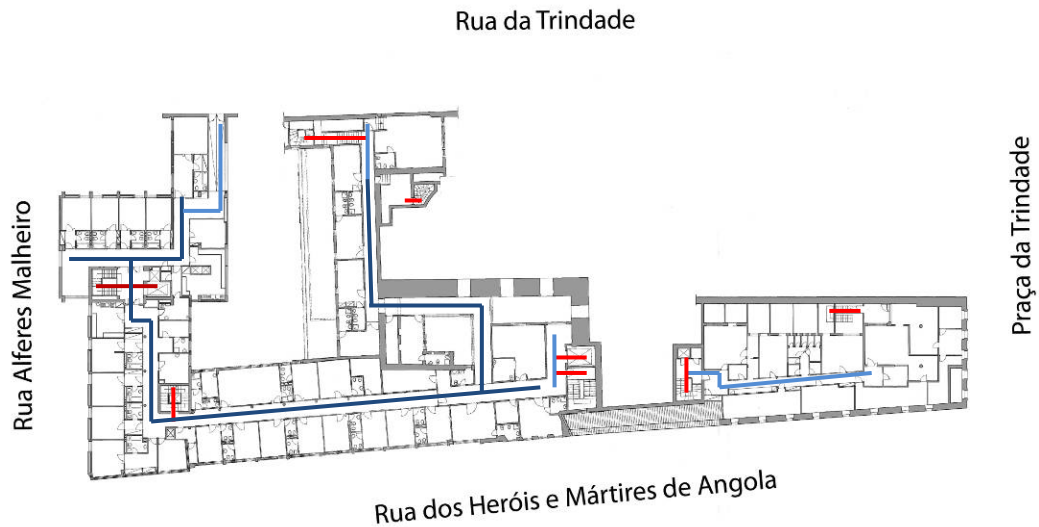 Rua da Trindade
Rua Alferes Malheiro
Praça da Trindade
Rua dos Heróis e Mártires de Angola